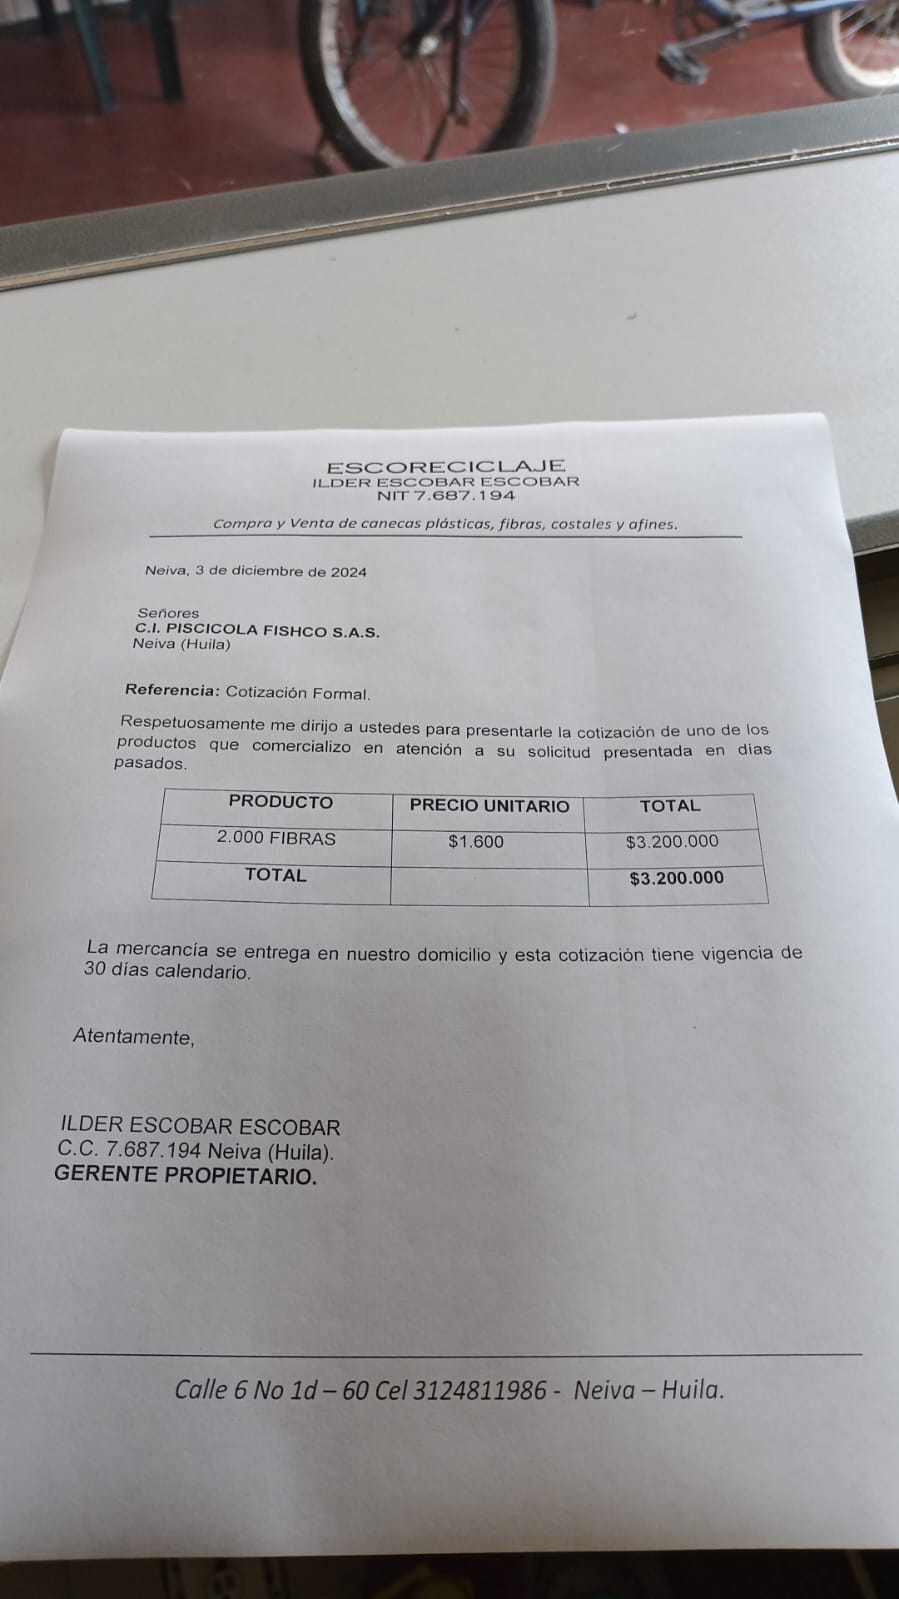 ESCORECICLAJE
ILDER ESCOBAR ESCOBAR
NIT 7.687.194
Compra y Venta de canecas plásticas, fibras, costales y afines.
Neiva, 3 de diciembre de 2024
Señores
C.I. PISCICOLA FISHCO S.A.S.
Neiva (Huila)
Referencia: Cotización Formal.
Respetuosamente me dirijo a ustedes para presentarle la cotización de uno de los
productos que comercializo en atención a su solicitud presentada en días
pasados.
PRODUCTO PRECIO UNITARIO TOTAL
2.000 FIBRAS $1.600 $3.200.000
TOTAL $3.200.000
La mercancía se entrega en nuestro domicilio y esta cotización tiene vigencia de
30 días calendario.
Atentamente,
ILDER ESCOBAR ESCOBAR
C.C. 7.687.194 Neiva (Huila).
GERENTE PROPIETARIO.
Calle 6 No 1d – 60 Cel 3124811986 - Neiva – Huila.